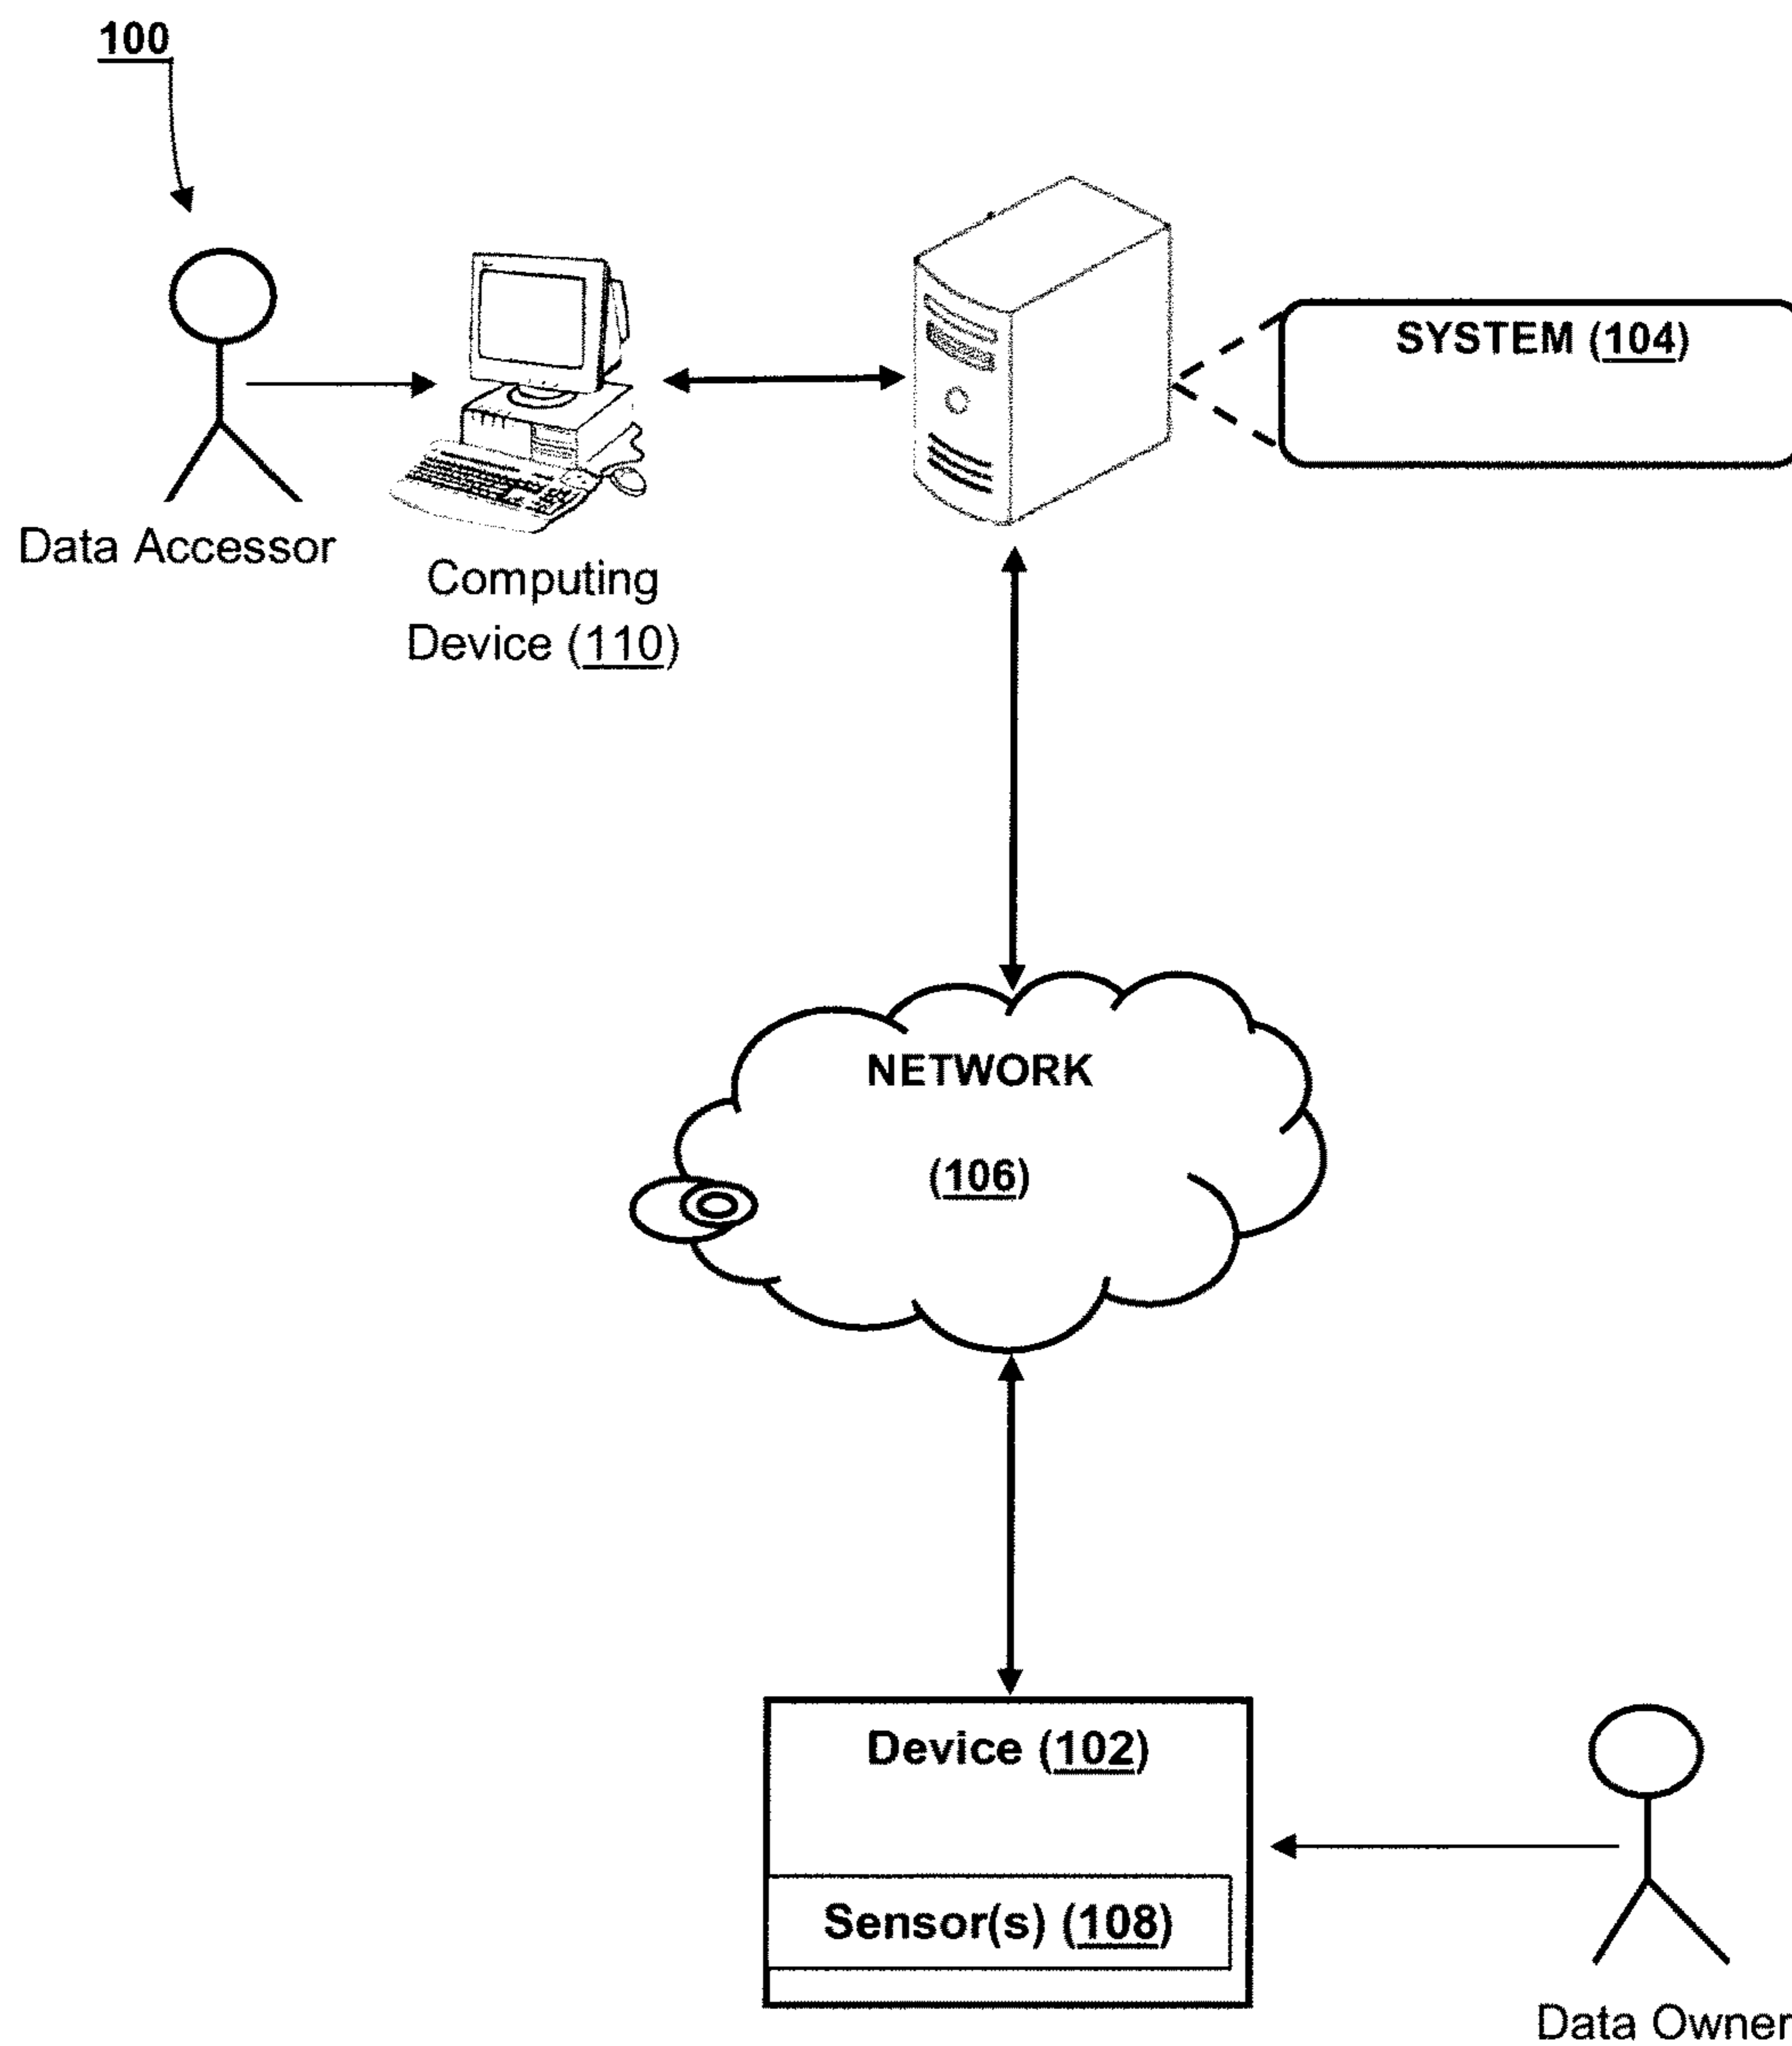 100
SYSTEM (104)
Data Accessor
Computing
Device (110)
NETWORK
(106)
Device (102)
Sensor(s) (108)
Data Owner